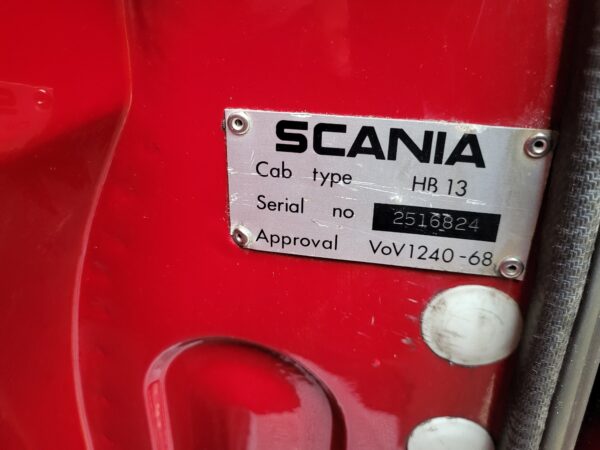 SCANIA
Cab type HB 13
Serial no 2516824
Approval VoV1240-68